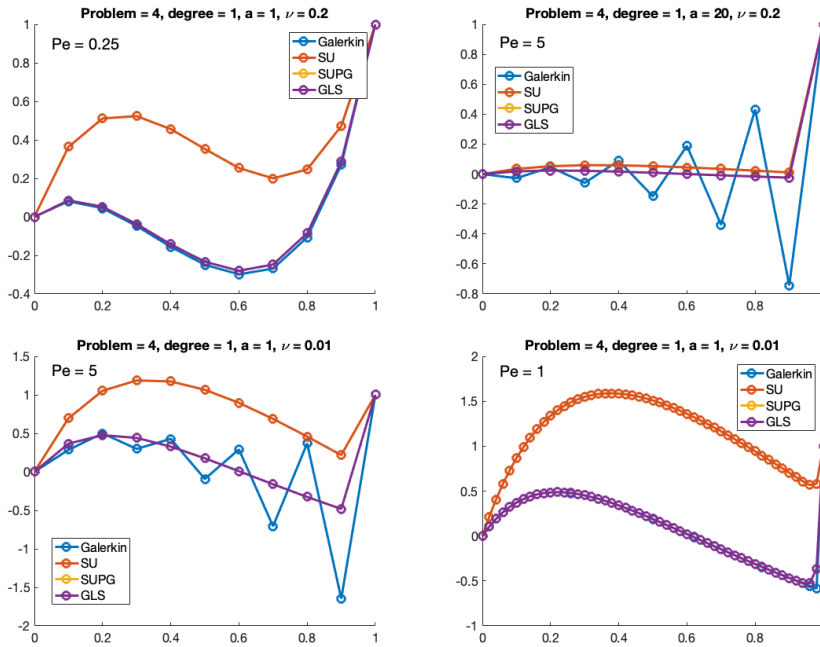 Problem = 4, degree = 1, a = 1, ν = 0.2
Pe = 0.25
Galerkin
SU
SUPG
GLS
1
0.8
0.6
0.4
0.2
0
-0.2
-0.4
0
0.2
0.4
0.6
0.8
1
Problem = 4, degree = 1, a = 20, ν = 0.2
Pe = 5
Galerkin
SU
SUPG
GLS
1
0.8
0.6
0.4
0.2
0
-0.2
-0.4
-0.6
-0.8
0
0.2
0.4
0.6
0.8
Problem = 4, degree = 1, a = 1, ν = 0.01
Pe = 5
Galerkin
SU
SUPG
GLS
1.5
1
0.5
0
-0.5
-1
-1.5
-2
0
0.2
0.4
0.6
0.8
1
Problem = 4, degree = 1, a = 1, ν = 0.01
Pe = 1
Galerkin
SU
SUPG
GLS
2
1.5
1
0.5
0
-0.5
-1
0
0.2
0.4
0.6
0.8